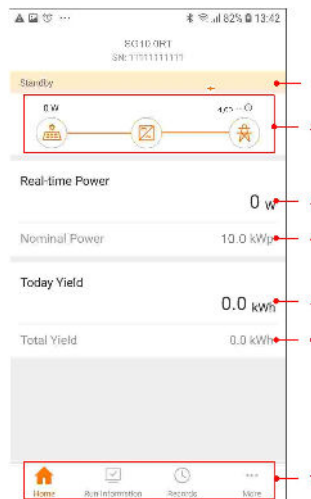 82% 13:42
SG10.0RT
SN: 11111111111
Standby
0 W
Real-time Power
0 W
Nominal Power 10.0 kWp
Today Yield
0.0 kWh
Total Yield 0.0 kWh
Home Run Information Records More